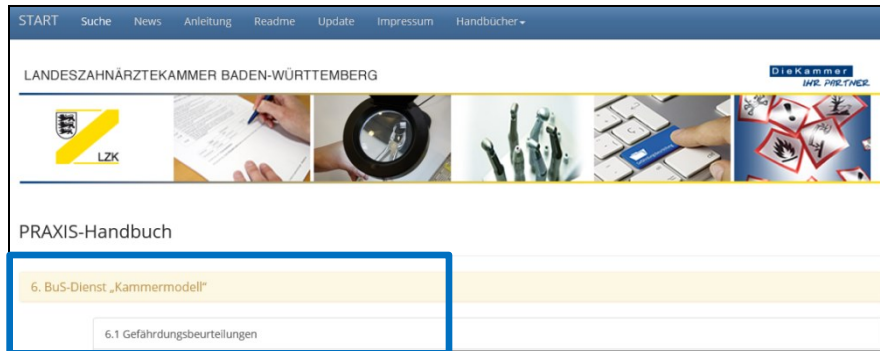 START Suche News Anleitung Readme Update Impressum Handbücher
LANDESZAHNÄRZTEKAMMER BADEN-WÜRTTEMBERG
DieKammer
IHR PARTNER
LZK
PRAXIS-Handbuch
6. BuS-Dienst „Kammermodell“
6.1 Gefährdungsbeurteilungen